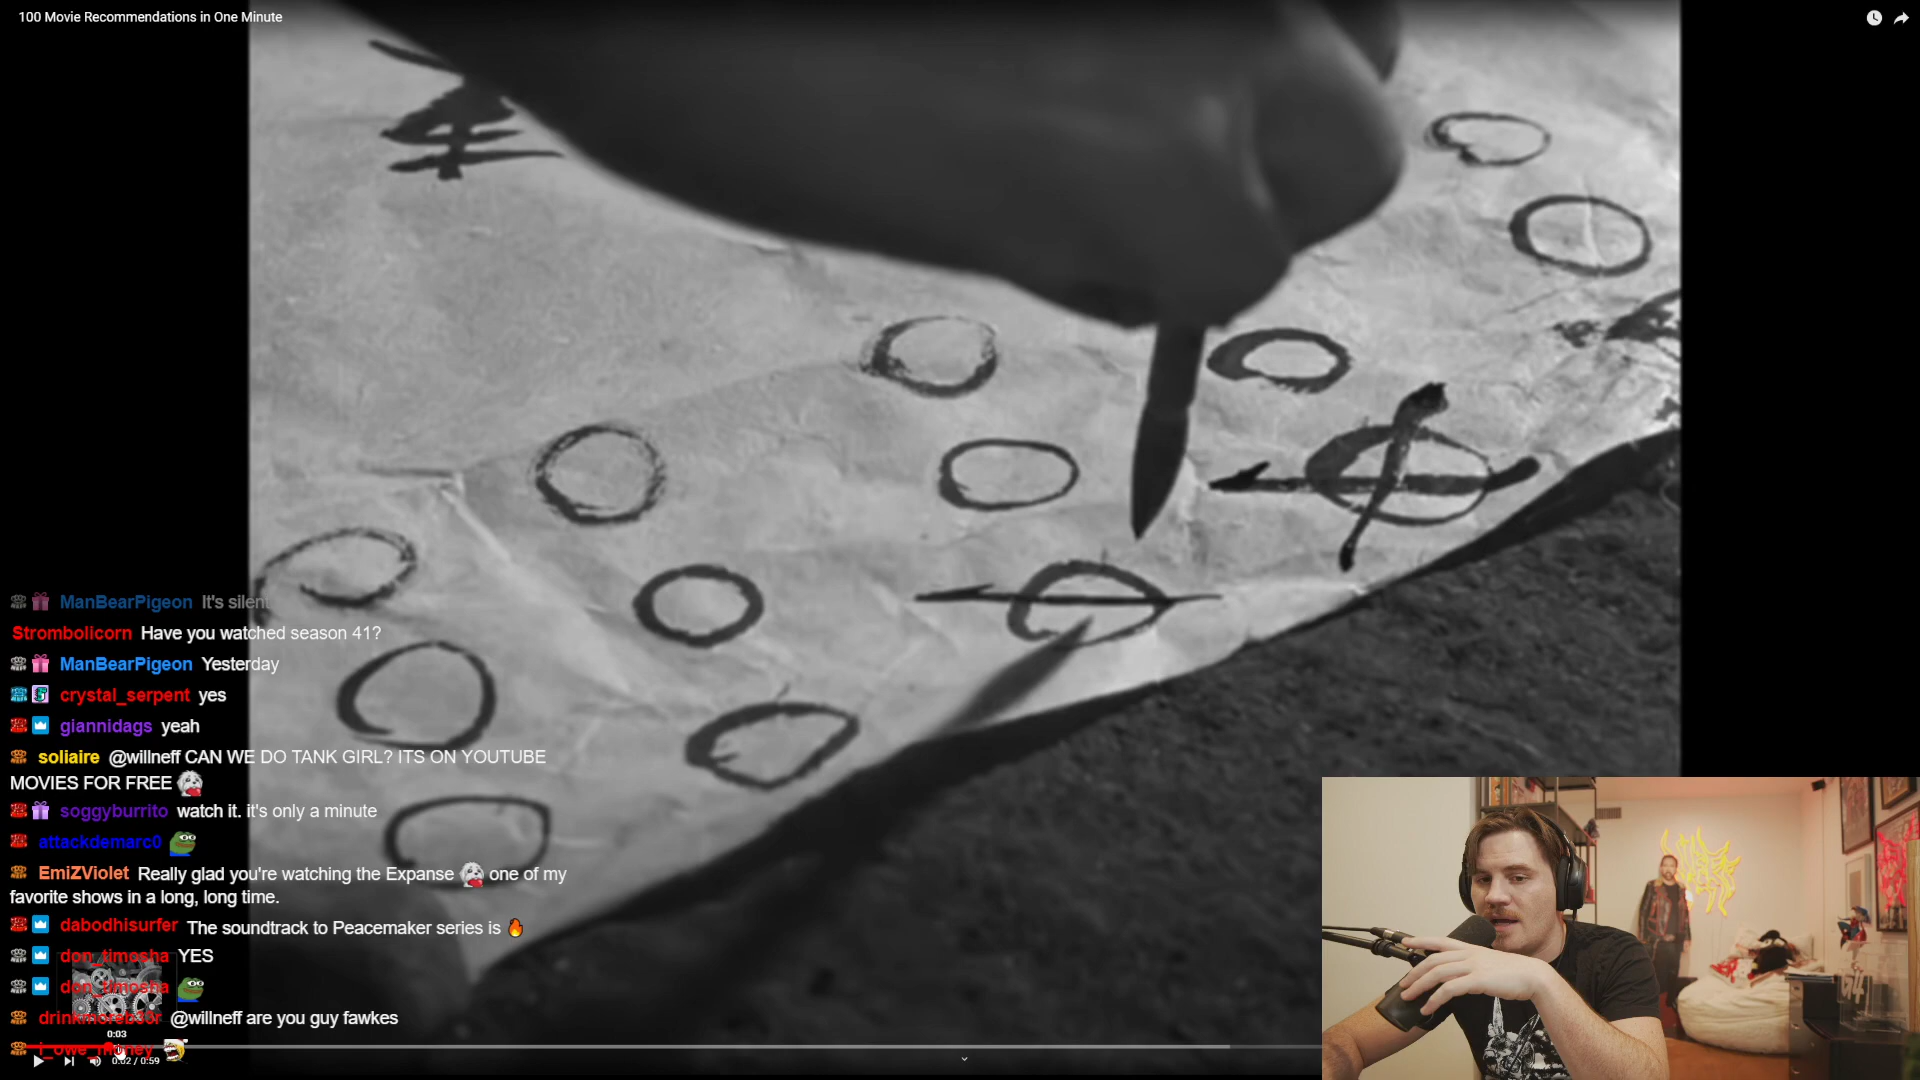 100 Movie Recommendations in One Minute
ManBearPigeon It's silent
Strombolicorn Have you watched season 41?
ManBearPigeon Yesterday
crystal_serpent yes
giannidags yeah
soliaire @willneff CAN WE DO TANK GIRL? ITS ON YOUTUBE
MOVIES FOR FREE
soggyburrito watch it. it's only a minute
attackdemarc0
EmiZViolet Really glad you're watching the Expanse one of my
favorite shows in a long, long time.
dabodhisurfer The soundtrack to Peacemaker series is
don_timosha YES
don_timosha
@willneff are you guy fawkes
0:03
i_owe_money
0:02 / 0:59